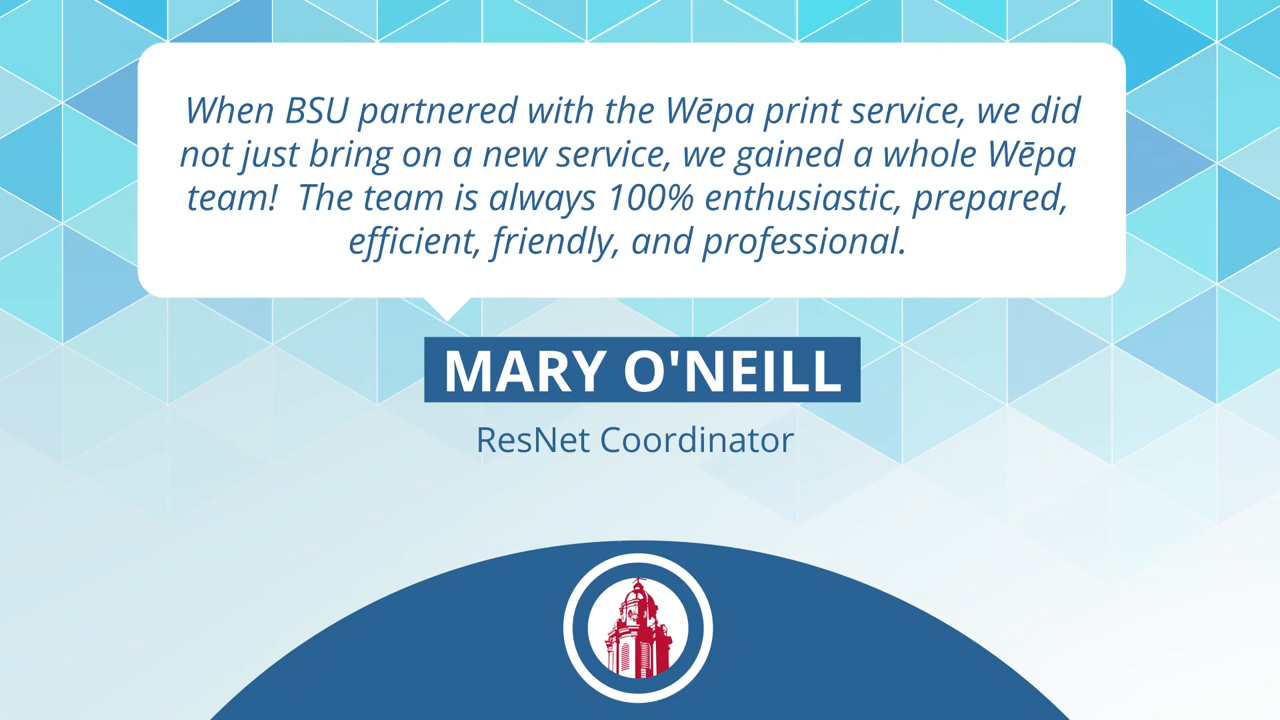 When BSU partnered with the Wēpa print service, we did
not just bring on a new service, we gained a whole Wēpa
team!  The team is always 100% enthusiastic, prepared,
efficient, friendly, and professional.
MARY O'NEILL
ResNet Coordinator